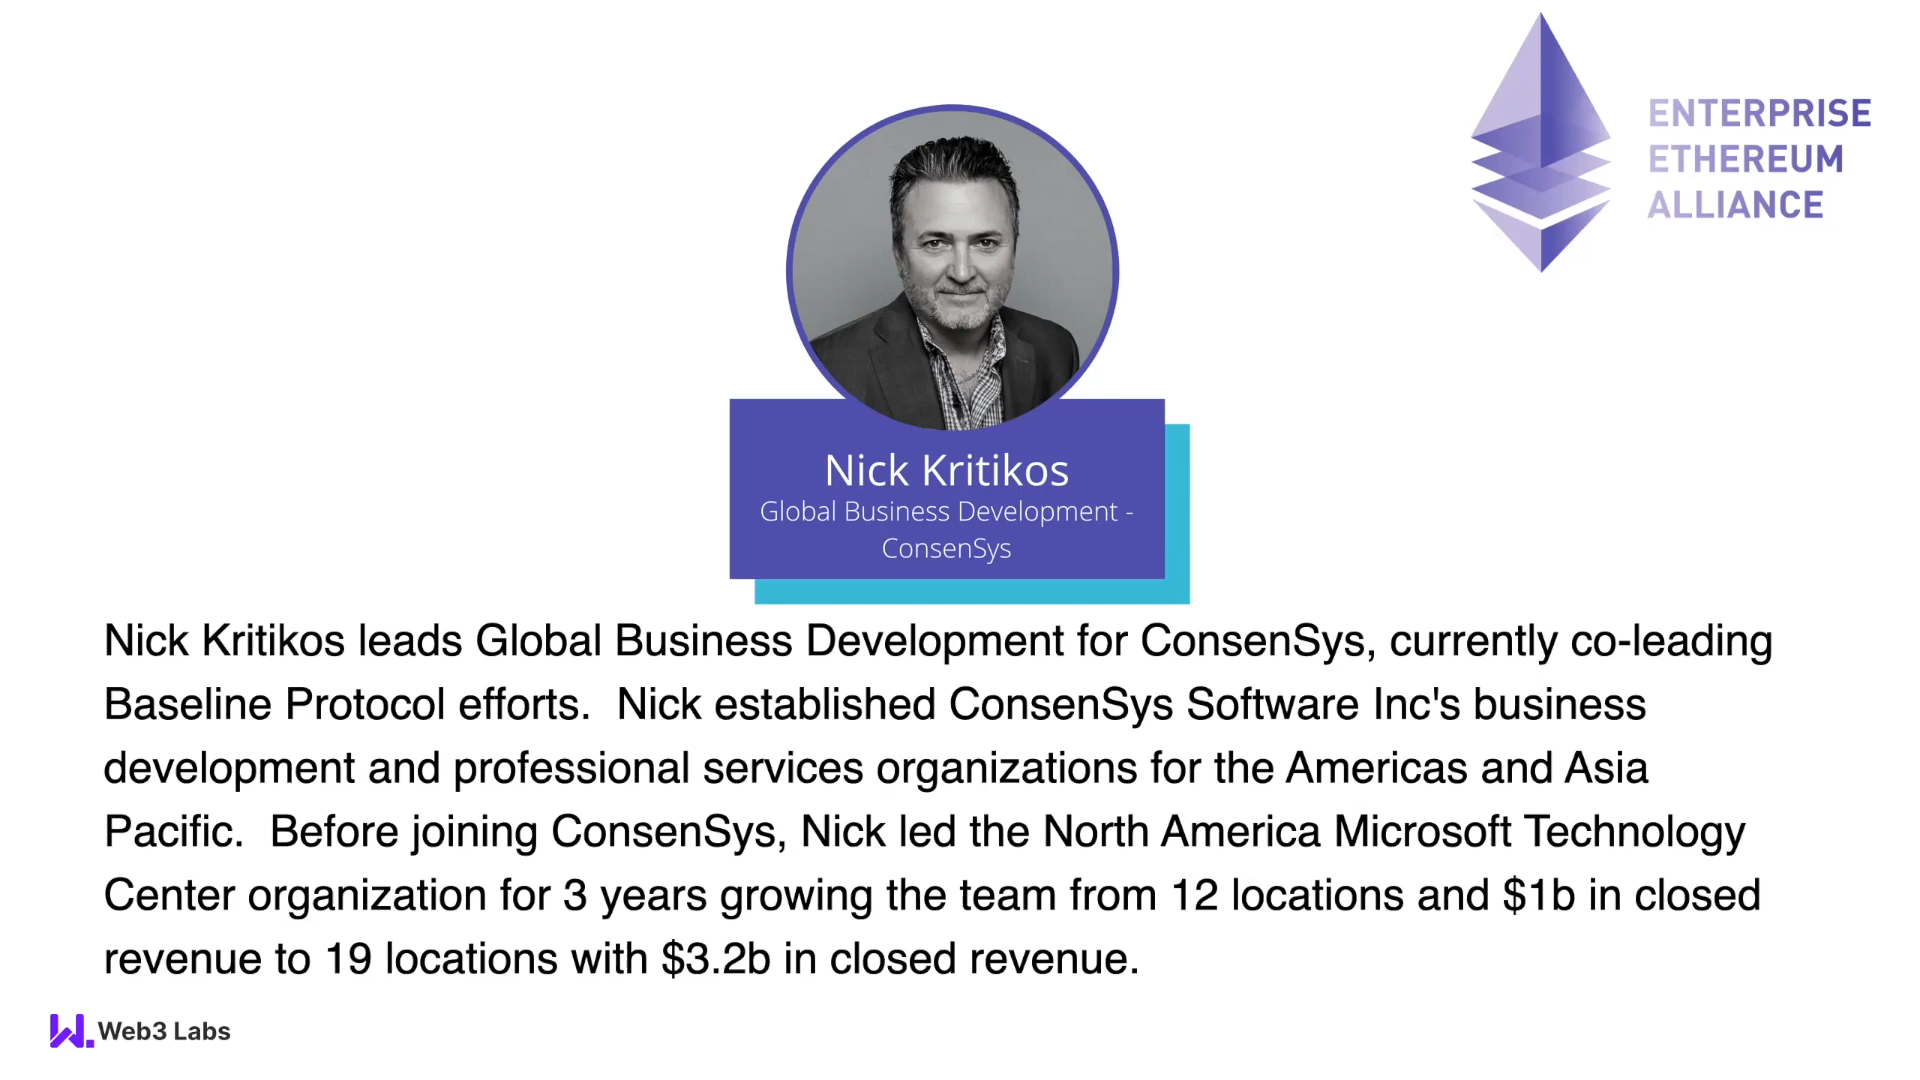 ENTERPRISE
ETHEREUM
ALLIANCE
Nick Kritikos
Global Business Development -
ConsenSys
Nick Kritikos leads Global Business Development for ConsenSys, currently co-leading
Baseline Protocol efforts.  Nick established ConsenSys Software Inc's business
development and professional services organizations for the Americas and Asia
Pacific.  Before joining ConsenSys, Nick led the North America Microsoft Technology
Center organization for 3 years growing the team from 12 locations and $1b in closed
revenue to 19 locations with $3.2b in closed revenue.
Web3 Labs